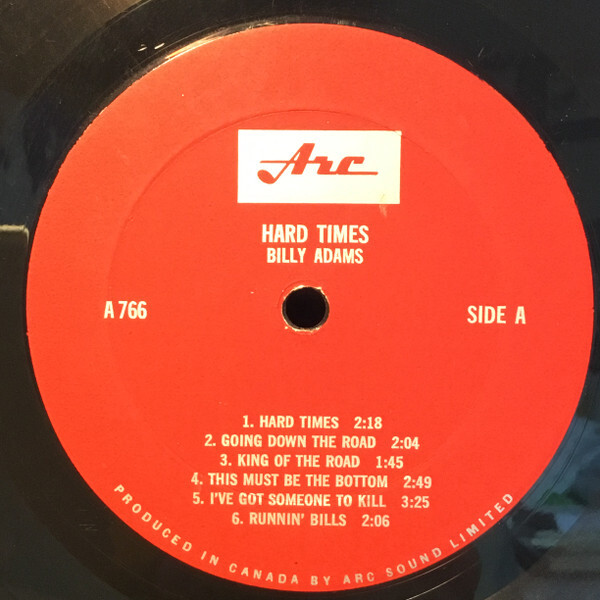 Arc
HARD TIMES
BILLY ADAMS
A 766
SIDE A
1. HARD TIMES 2:18
2. GOING DOWN THE ROAD 2:04
3. KING OF THE ROAD 1:45
4. THIS MUST BE THE BOTTOM 2:49
5. I'VE GOT SOMEONE TO KILL 3:25
6. RUNNIN' BILLS 2:06
PRODUCED IN CANADA BY ARC SOUND LIMITED